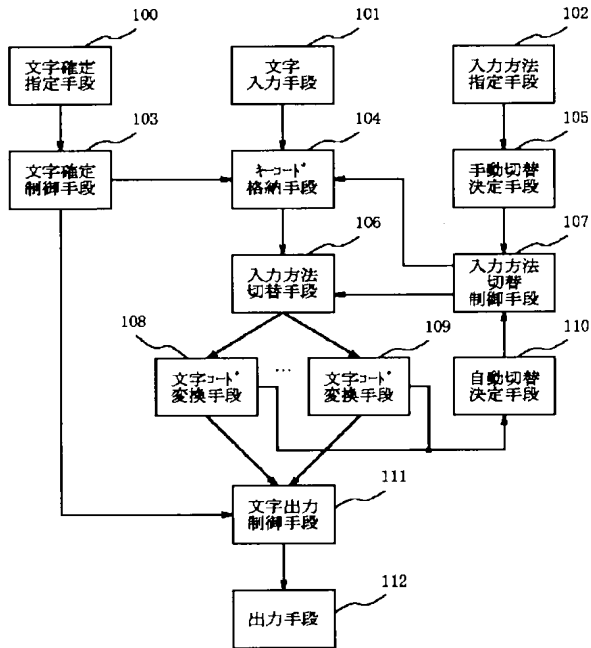 100
101
102
文字確定
指定手段
文字
入力手段
入力方法
指定手段
103
104
105
文字確定
制御手段
キーコード
格納手段
手動切替
決定手段
106
107
入力方法
切替手段
入力方法
切替
制御手段
108
109
110
文字コード
変換手段
…
文字コード
変換手段
自動切替
決定手段
111
文字出力
制御手段
112
出力手段